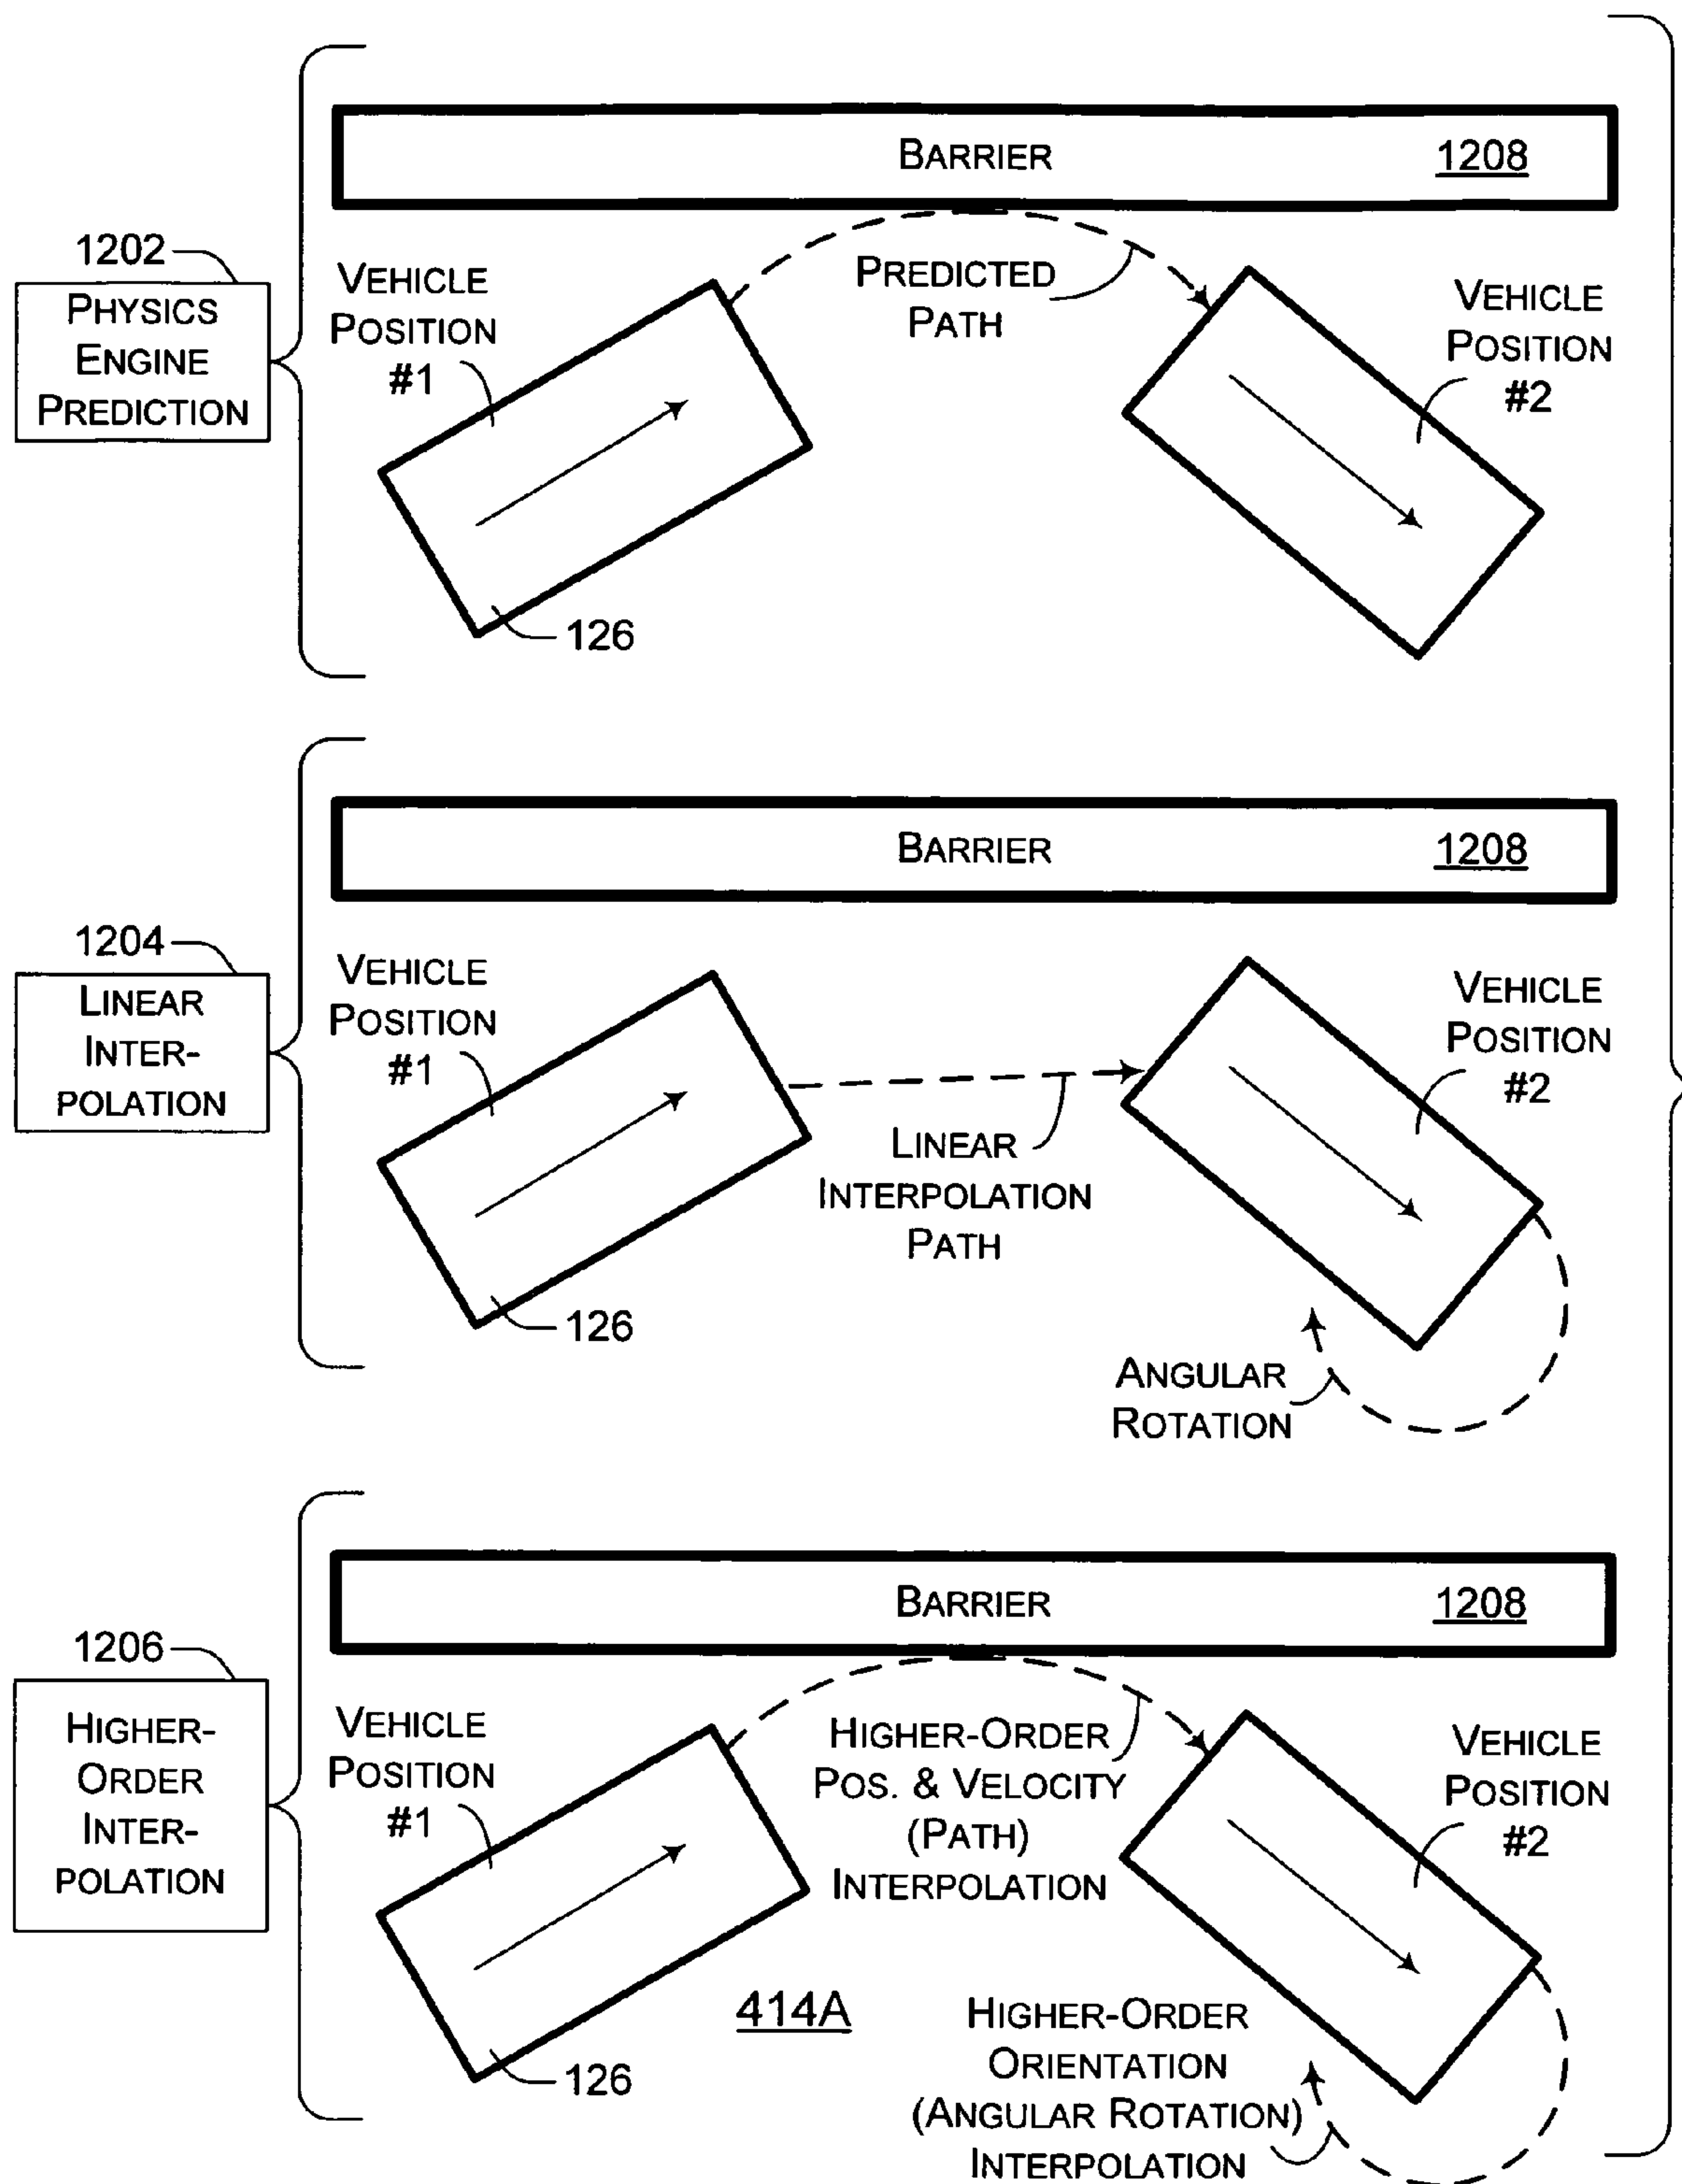 BARRIER 1208
1202
PHYSICS
ENGINE
PREDICTION
VEHICLE
POSITION
#1
PREDICTED
PATH
VEHICLE
POSITION
#2
126
BARRIER 1208
1204
LINEAR
INTER-
POLATION
VEHICLE
POSITION
#1
LINEAR
INTERPOLATION
PATH
VEHICLE
POSITION
#2
126
ANGULAR
ROTATION
BARRIER 1208
1206
HIGHER-
ORDER
INTER-
POLATION
VEHICLE
POSITION
#1
HIGHER-ORDER
POS. & VELOCITY
(PATH)
INTERPOLATION
VEHICLE
POSITION
#2
414A
126
HIGHER-ORDER
ORIENTATION
(ANGULAR ROTATION)
INTERPOLATION